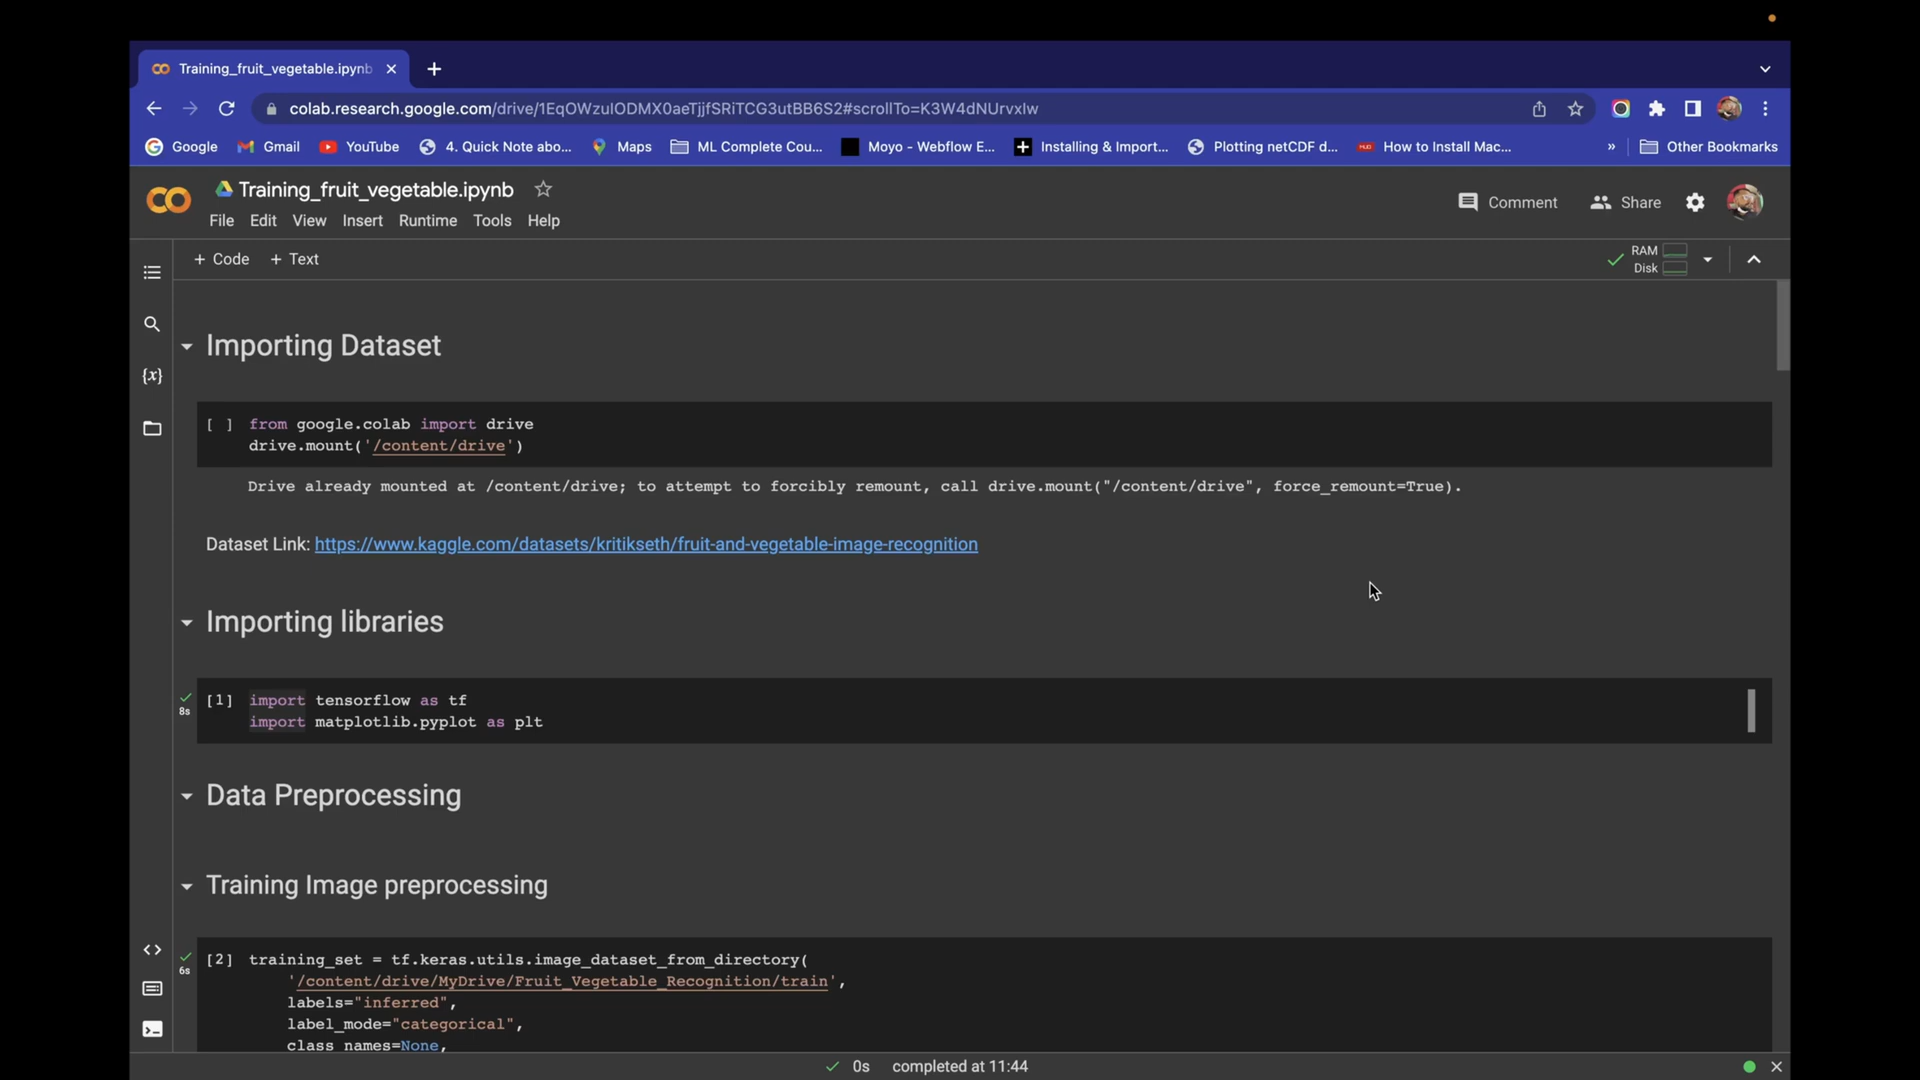 Training_fruit_vegetable.ipynb
colab.research.google.com/drive/1EqOWzuIODMX0aeTjjfSRiTCG3utBB6S2#scrollTo=K3W4dNUrvxlw
Google Gmail YouTube 4. Quick Note abo... Maps ML Complete Cou... Moyo - Webflow E... Installing & Import... Plotting netCDF d... How to Install Mac... » Other Bookmarks
Training_fruit_vegetable.ipynb
Comment Share
File Edit View Insert Runtime Tools Help
+ Code + Text
RAM
Disk
Importing Dataset
[ ] from google.colab import drive
drive.mount('/content/drive')
Drive already mounted at /content/drive; to attempt to forcibly remount, call drive.mount("/content/drive", force_remount=True).
Dataset Link: https://www.kaggle.com/datasets/kritikseth/fruit-and-vegetable-image-recognition
Importing libraries
[1] import tensorflow as tf
8s import matplotlib.pyplot as plt
Data Preprocessing
Training Image preprocessing
[2] training_set = tf.keras.utils.image_dataset_from_directory(
6s '/content/drive/MyDrive/Fruit_Vegetable_Recognition/train',
labels="inferred",
label_mode="categorical",
class_names=None,
0s completed at 11:44